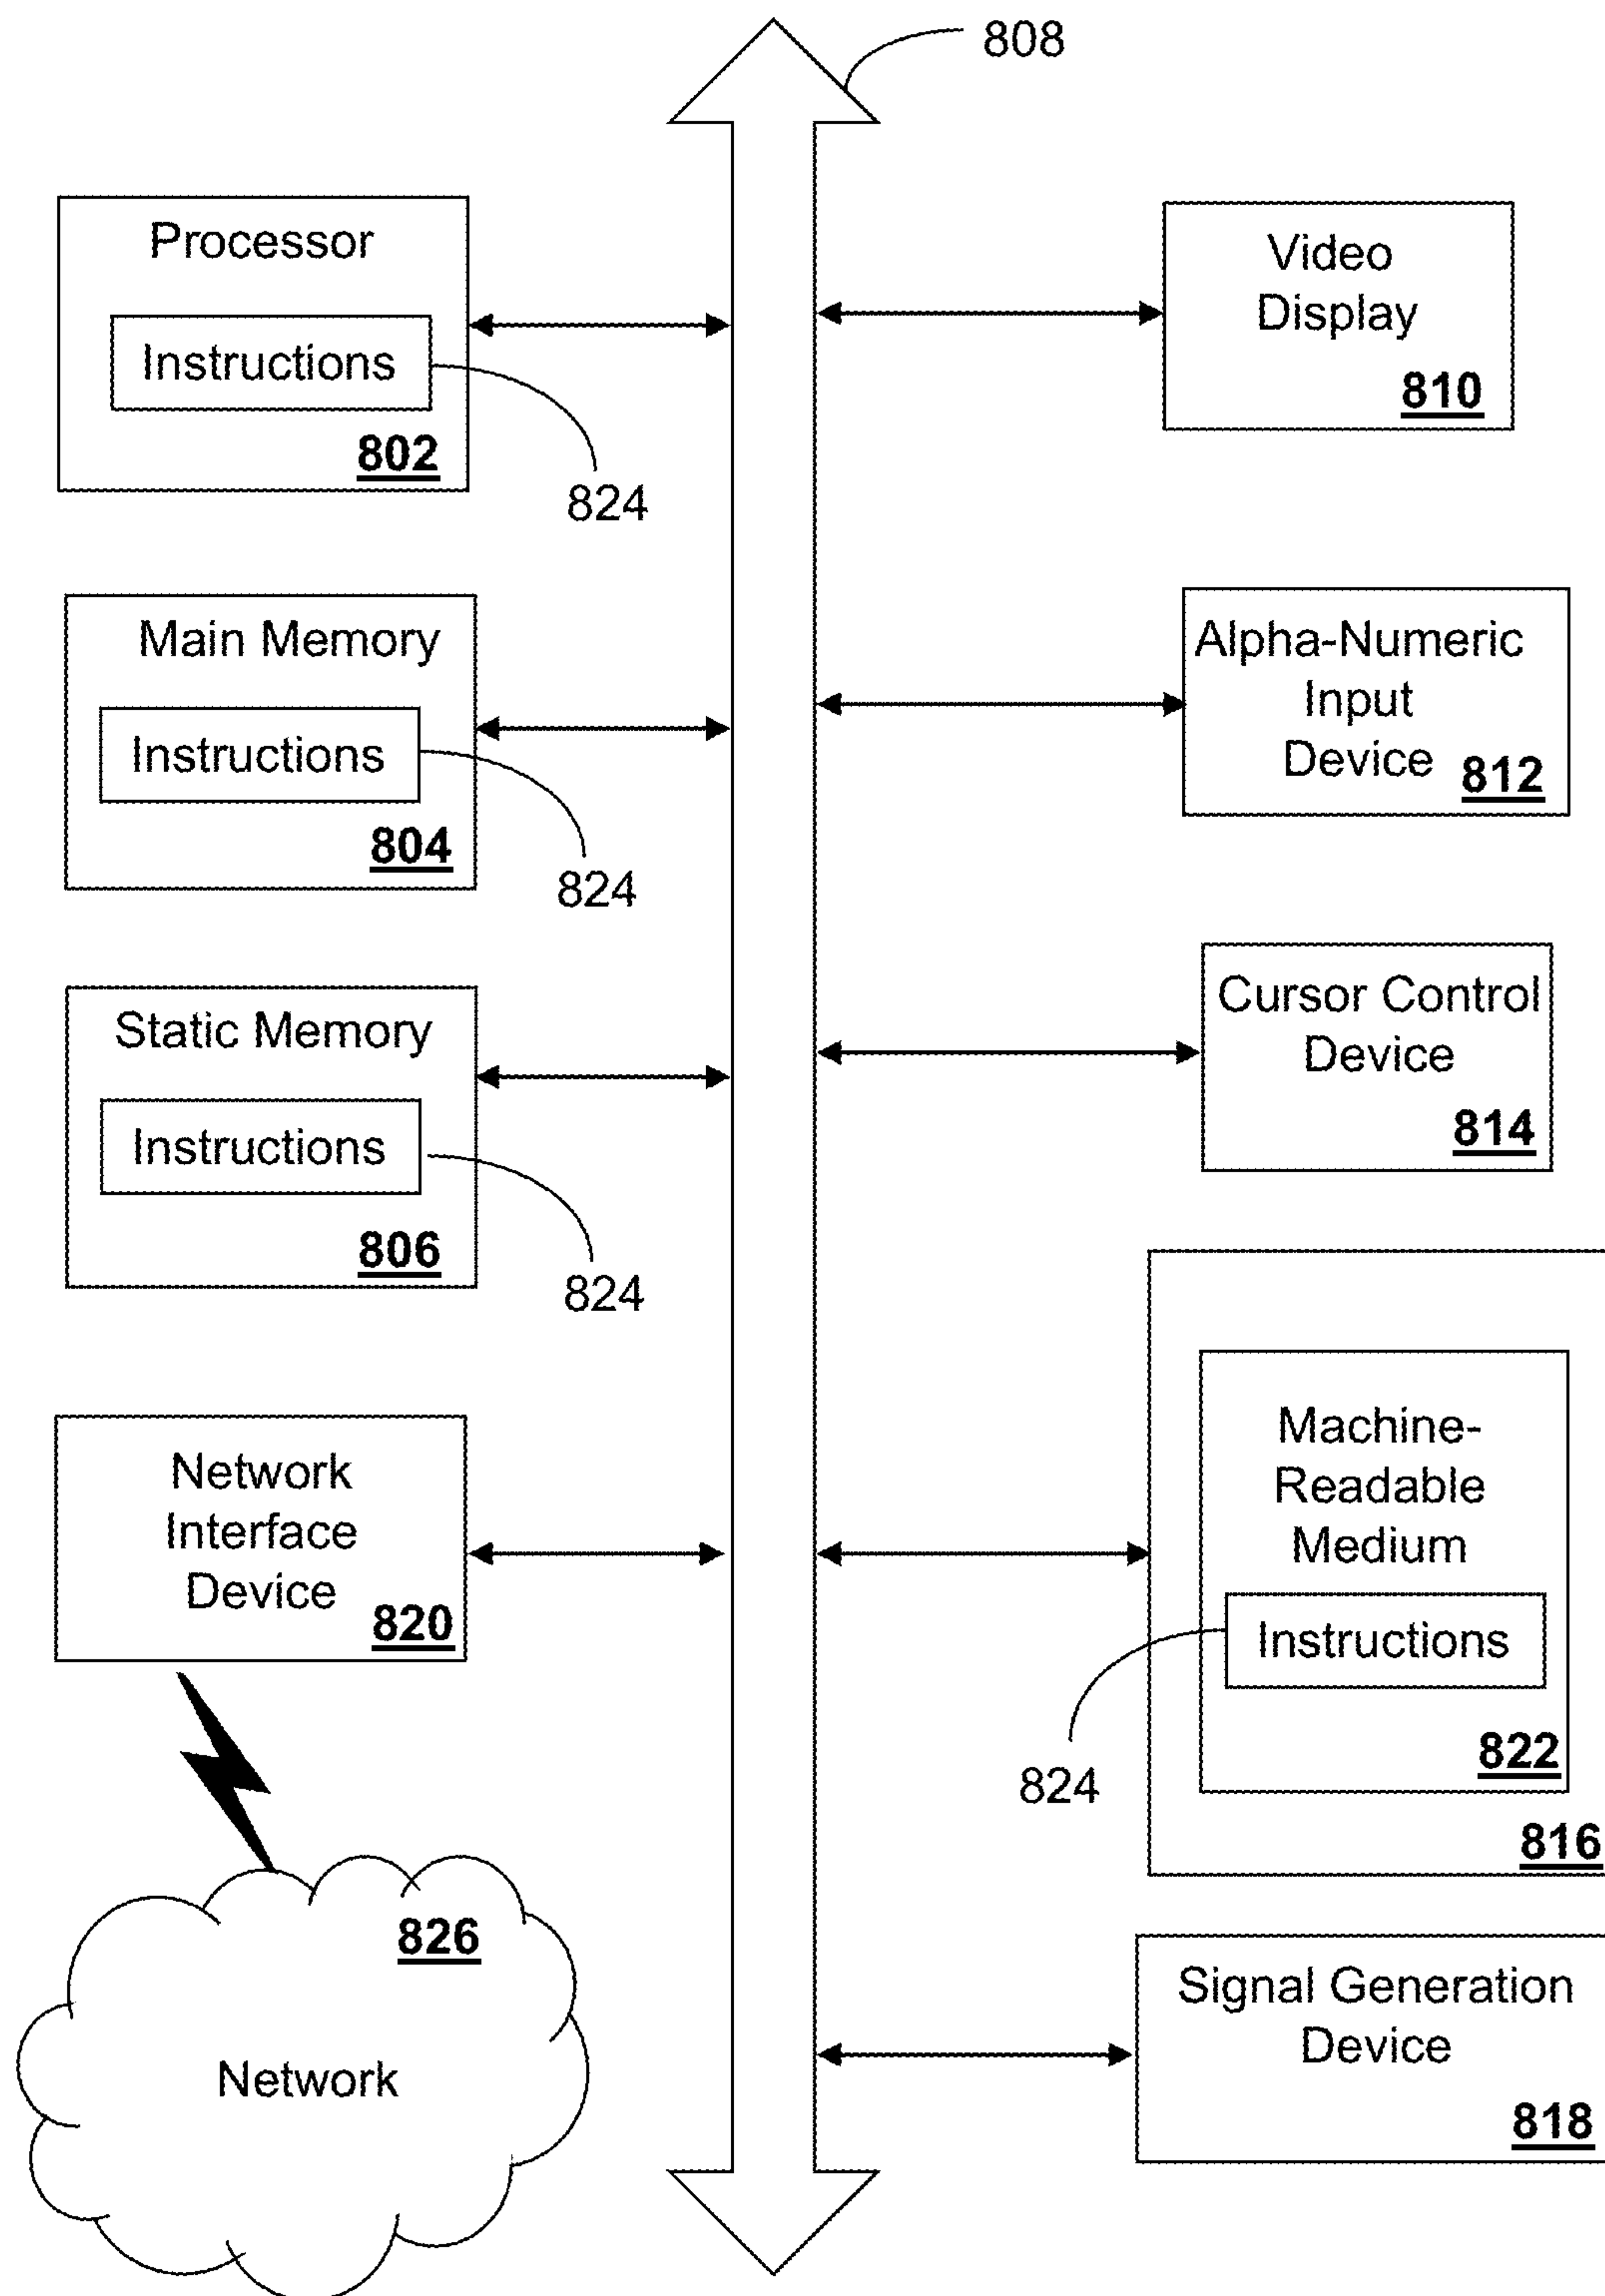 808
Processor
Instructions
802
824
Main Memory
Instructions
804
824
Static Memory
Instructions
806
824
Network
Interface
Device
820
826
Network
Video
Display
810
Alpha-Numeric
Input
Device
812
Cursor Control
Device
814
Machine-
Readable
Medium
Instructions
822
824
816
Signal Generation
Device
818